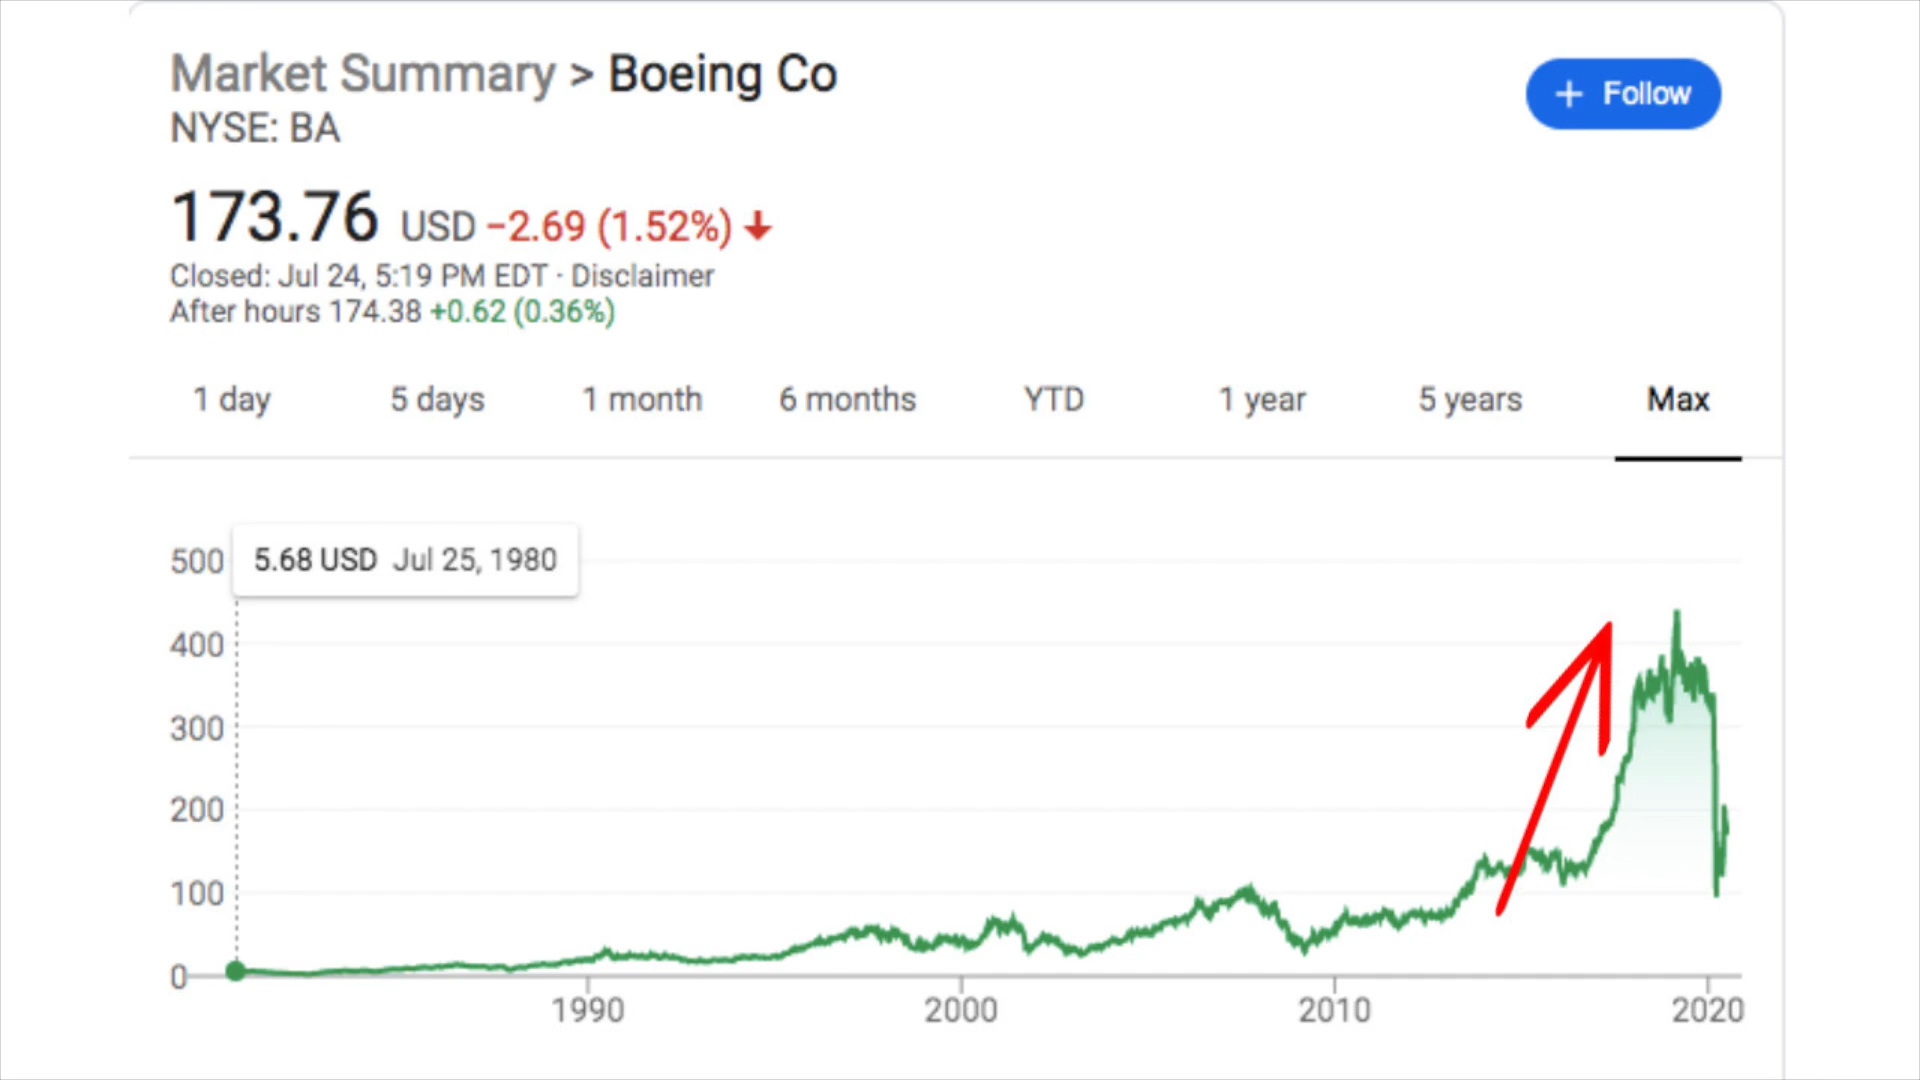 Market Summary > Boeing Co
+ Follow
NYSE: BA
173.76 USD −2.69 (1.52%) ↓
Closed: Jul 24, 5:19 PM EDT · Disclaimer
After hours 174.38 +0.62 (0.36%)
1 day 5 days 1 month 6 months YTD 1 year 5 years Max
5.68 USD Jul 25, 1980
500
400
300
200
100
0
1990 2000 2010 2020